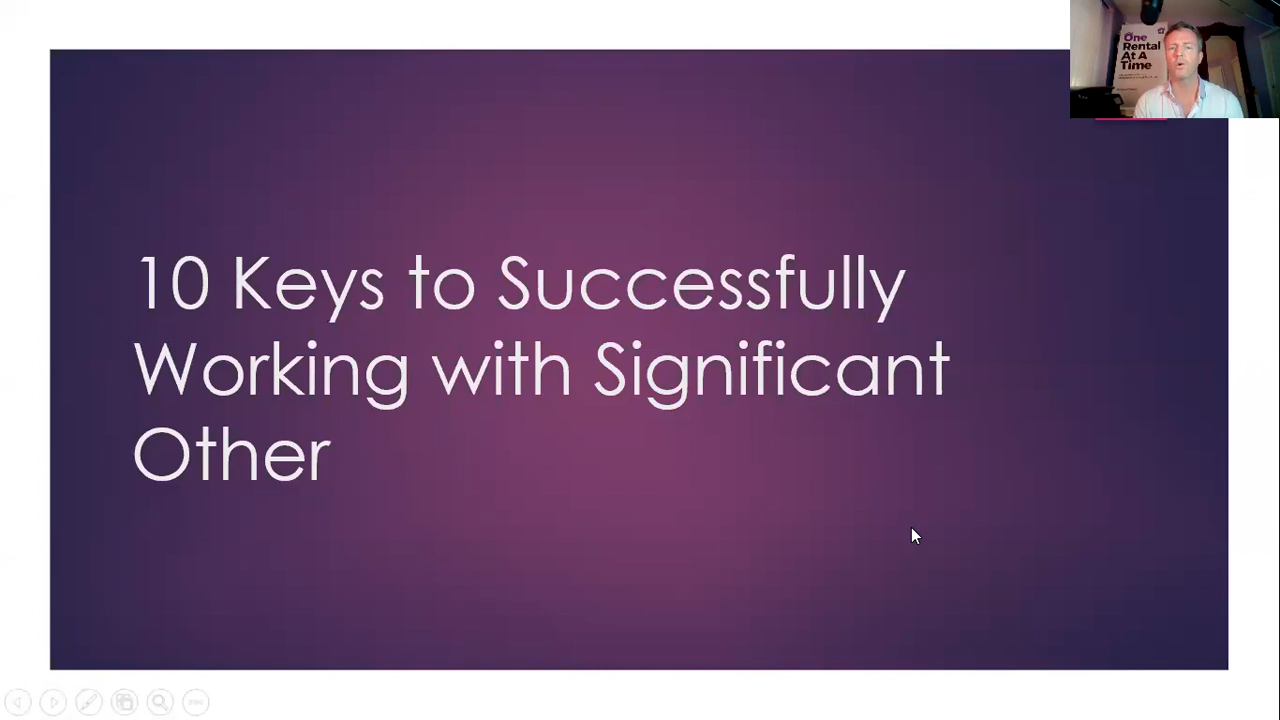 10 Keys to Successfully
Working with Significant
Other
One
Rental
At A
Time